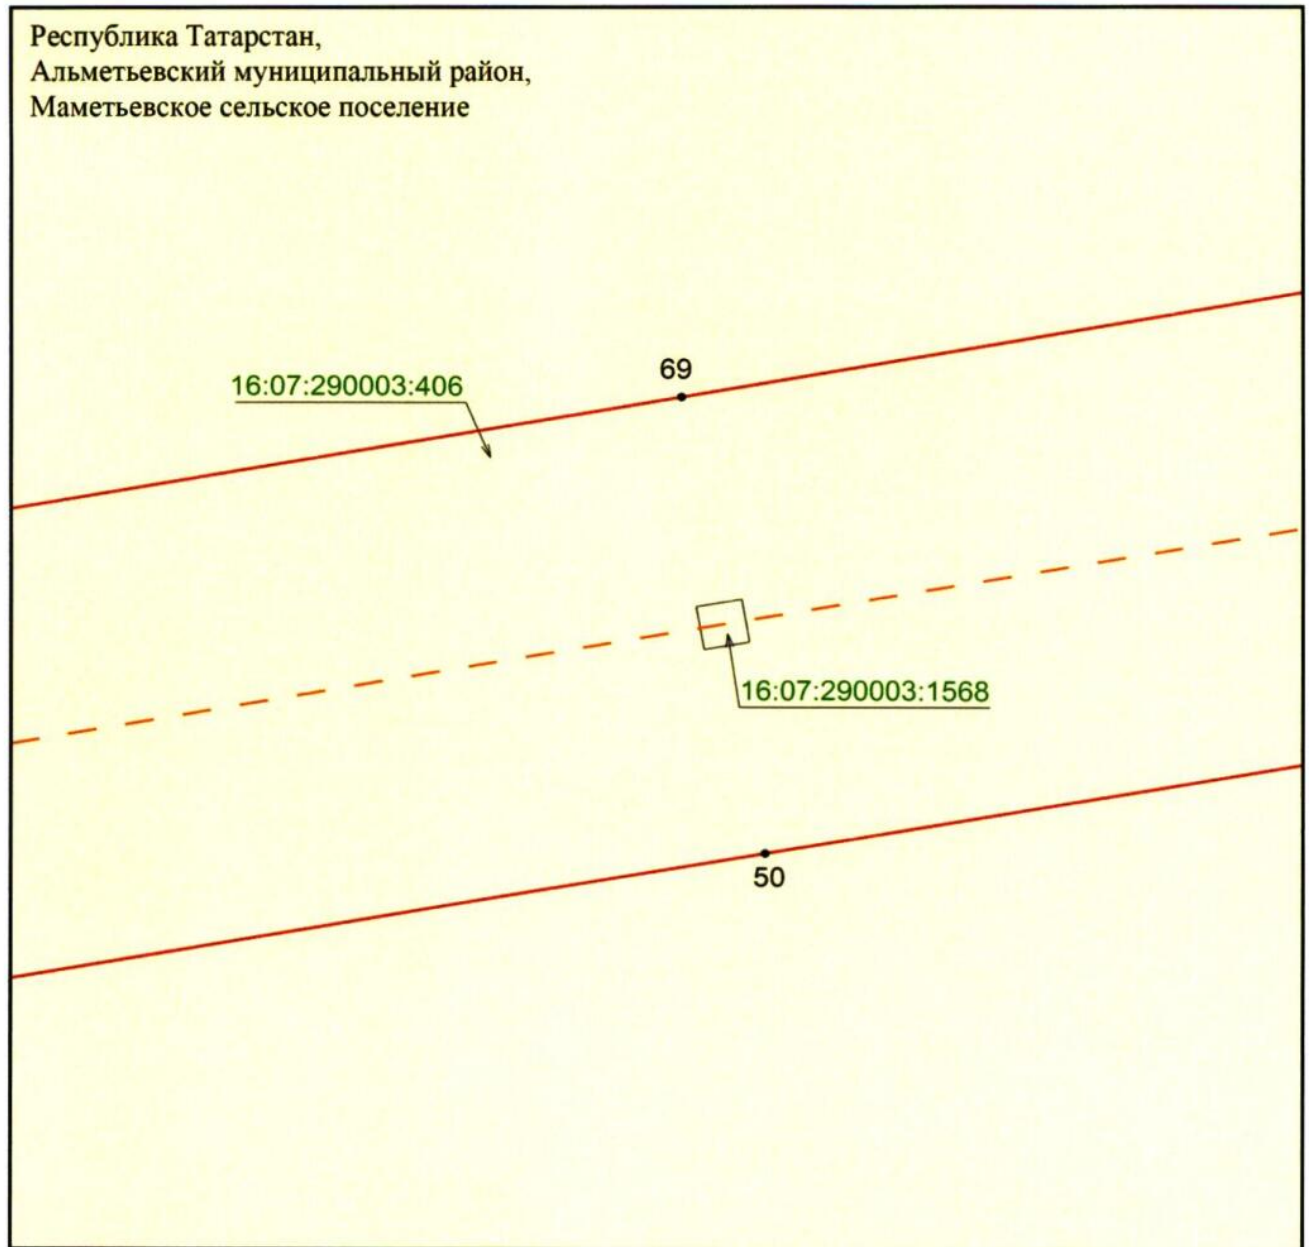 Республика Татарстан,
Альметьевский муниципальный район,
Маметьевское сельское поселение
69
16:07:290003:406
16:07:290003:1568
50